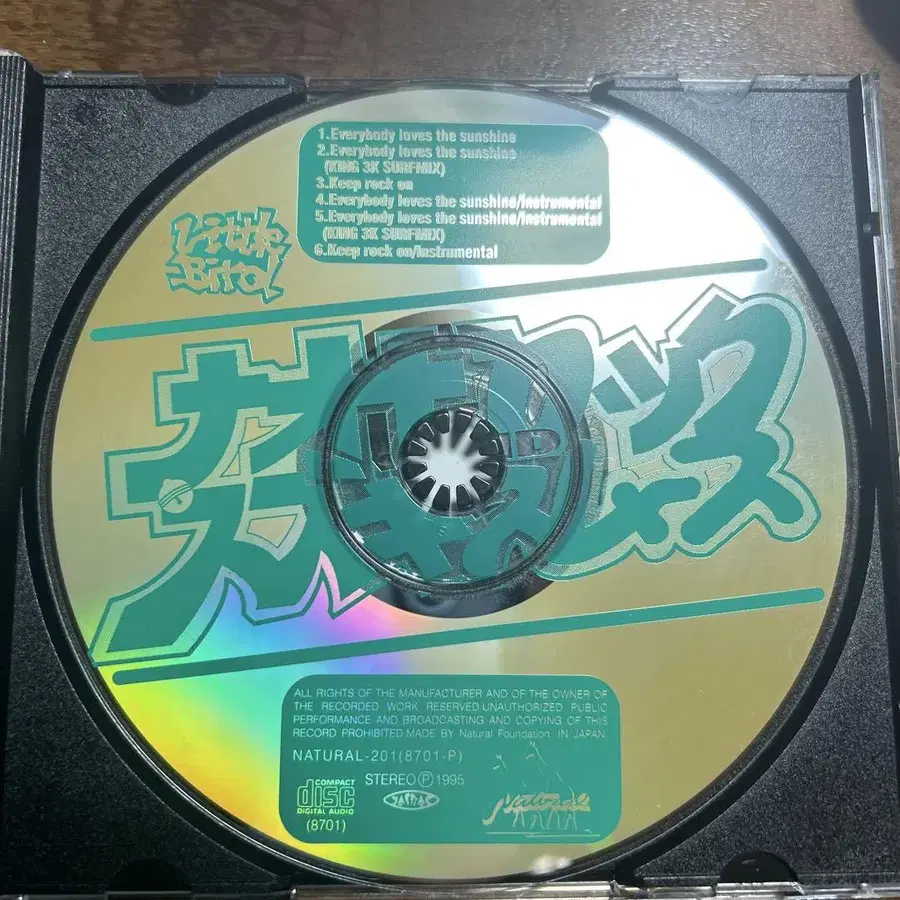 1.Everybody loves the sunshine
2.Everybody loves the sunshine
(KING 3K SURFMIX)
3.Keep rock on
4.Everybody loves the sunshine/instrumental
5.Everybody loves the sunshine/instrumental
(KING 3K SURFMIX)
6.Keep rock on/instrumental
Little
Bird
ALL RIGHTS OF THE MANUFACTURER AND OF THE OWNER OF
THE RECORDED WORK RESERVED.UNAUTHORIZED PUBLIC
PERFORMANCE AND BROADCASTING AND COPYING OF THIS
RECORD PROHIBITED.MADE BY Natural Foundation IN JAPAN.
NATURAL-201(8701-P)
COMPACT
disc
DIGITAL AUDIO
(8701)
STEREO Ⓟ 1995
JASRAC
Natural